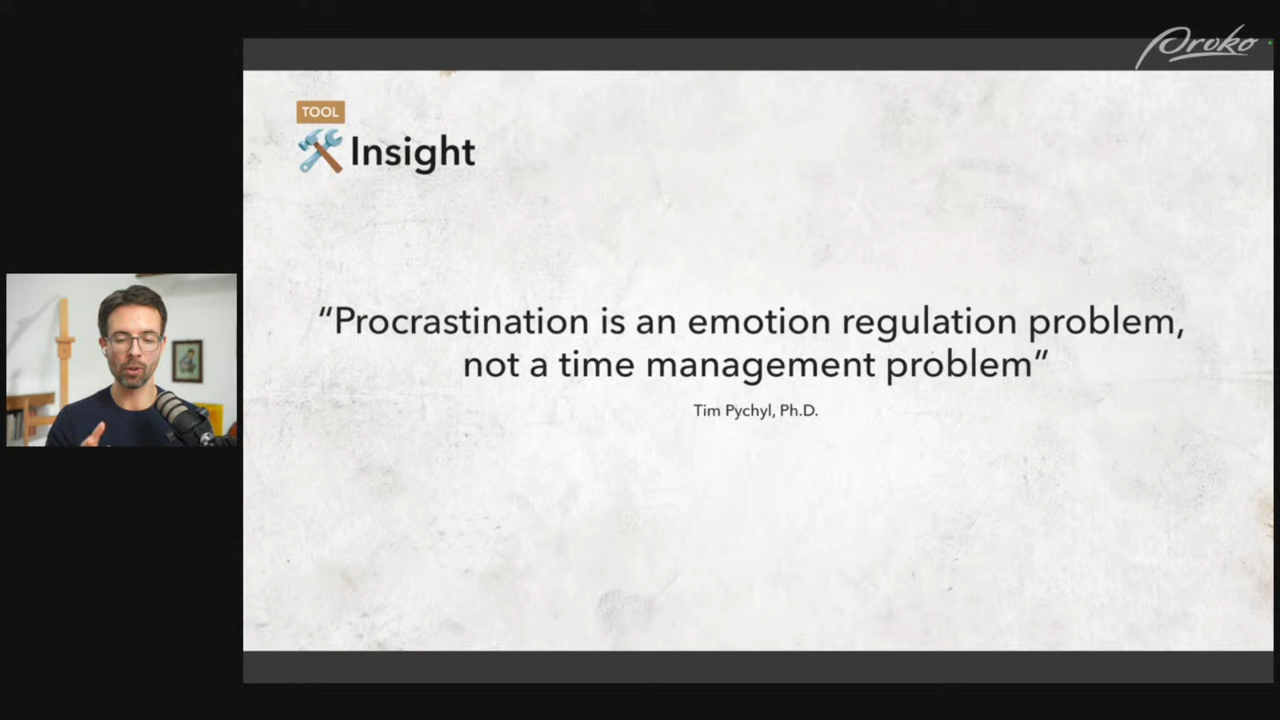 Proko
TOOL
Insight
“Procrastination is an emotion regulation problem,
not a time management problem”
Tim Pychyl, Ph.D.